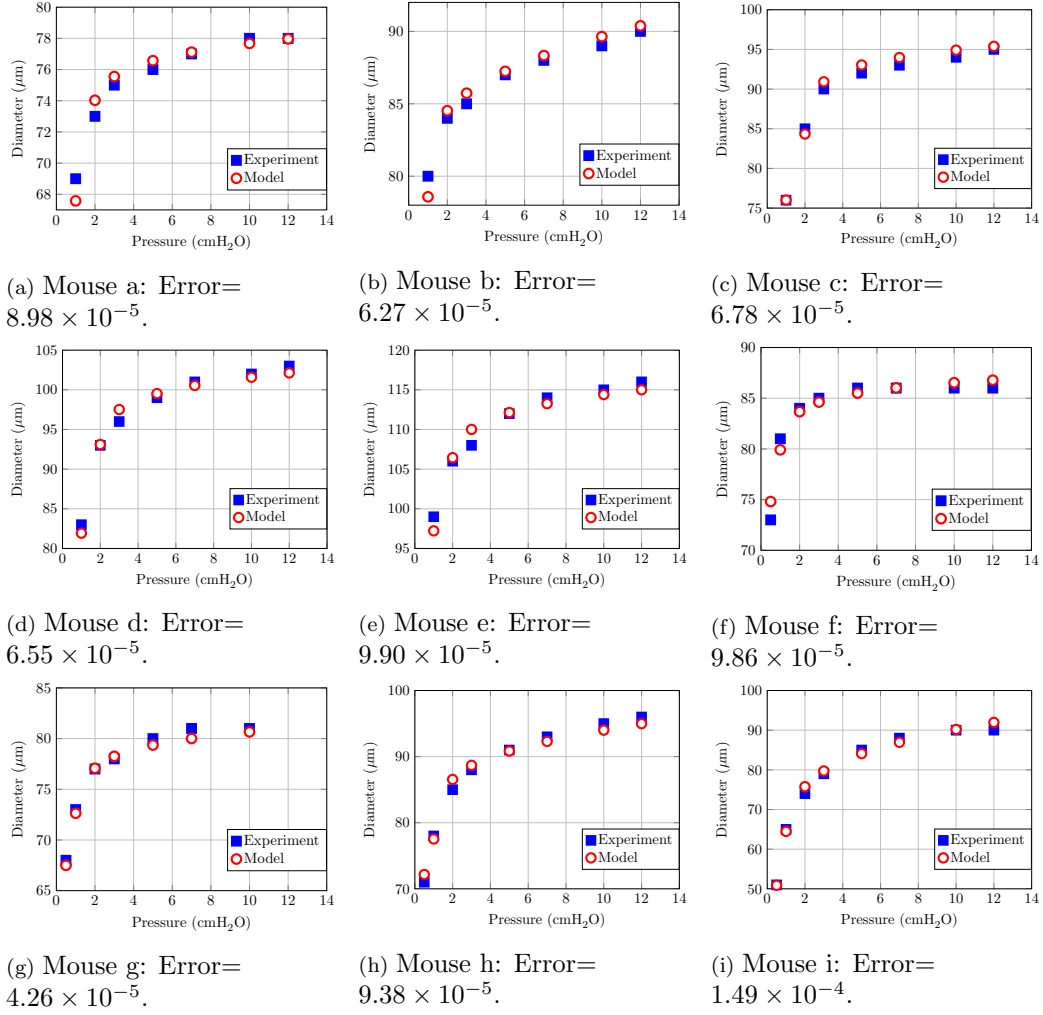 78
76
74
72
70
68
0 2 4 6 8 10 12 14
Diameter (μm)
Pressure (cmH₂O)
Experiment
Model
(a) Mouse a: Error=
8.98 × 10⁻⁵.
90
85
80
0 2 4 6 8 10 12 14
Diameter (μm)
Pressure (cmH₂O)
Experiment
Model
(b) Mouse b: Error=
6.27 × 10⁻⁵.
100
95
90
85
80
75
0 2 4 6 8 10 12 14
Diameter (μm)
Pressure (cmH₂O)
Experiment
Model
(c) Mouse c: Error=
6.78 × 10⁻⁵.
105
100
95
90
85
80
0 2 4 6 8 10 12 14
Diameter (μm)
Pressure (cmH₂O)
Experiment
Model
(d) Mouse d: Error=
6.55 × 10⁻⁵.
120
115
110
105
100
95
0 2 4 6 8 10 12 14
Diameter (μm)
Pressure (cmH₂O)
Experiment
Model
(e) Mouse e: Error=
9.90 × 10⁻⁵.
90
85
80
75
70
0 2 4 6 8 10 12 14
Diameter (μm)
Pressure (cmH₂O)
Experiment
Model
(f) Mouse f: Error=
9.86 × 10⁻⁵.
85
80
75
70
65
0 2 4 6 8 10 12 14
Diameter (μm)
Pressure (cmH₂O)
Experiment
Model
(g) Mouse g: Error=
4.26 × 10⁻⁵.
100
90
80
70
0 2 4 6 8 10 12 14
Diameter (μm)
Pressure (cmH₂O)
Experiment
Model
(h) Mouse h: Error=
9.38 × 10⁻⁵.
100
90
80
70
60
50
0 2 4 6 8 10 12 14
Diameter (μm)
Pressure (cmH₂O)
Experiment
Model
(i) Mouse i: Error=
1.49 × 10⁻⁴.